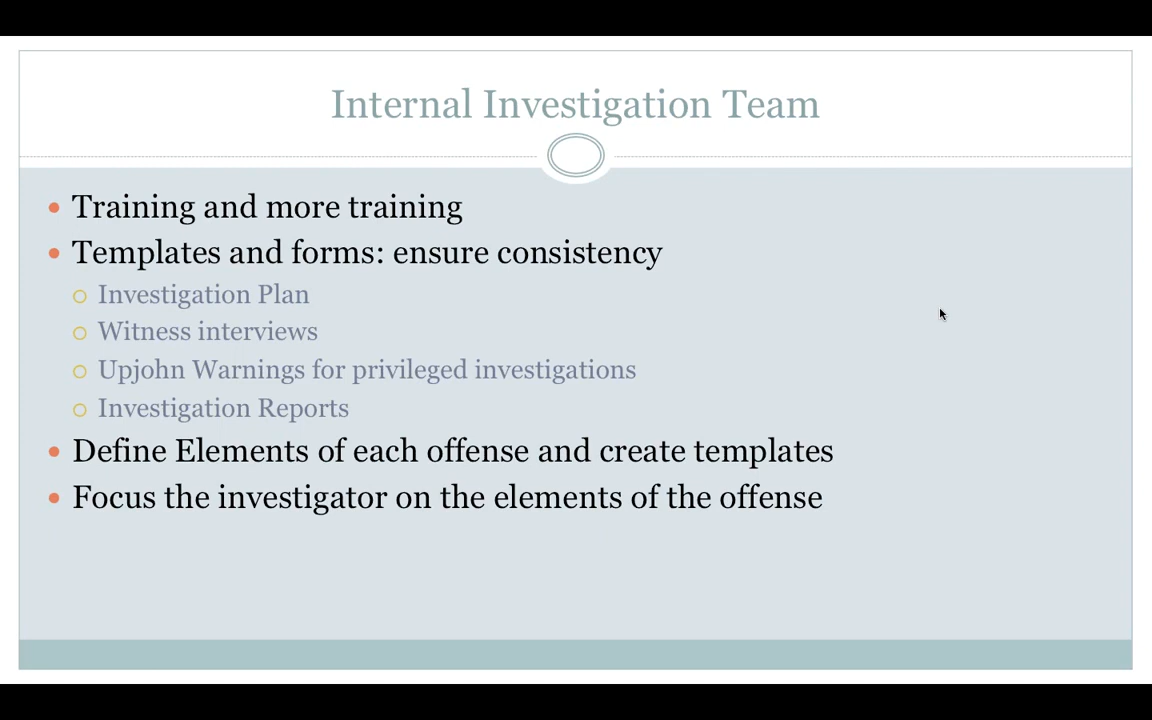 Internal Investigation Team
Training and more training
Templates and forms: ensure consistency
Investigation Plan
Witness interviews
Upjohn Warnings for privileged investigations
Investigation Reports
Define Elements of each offense and create templates
Focus the investigator on the elements of the offense